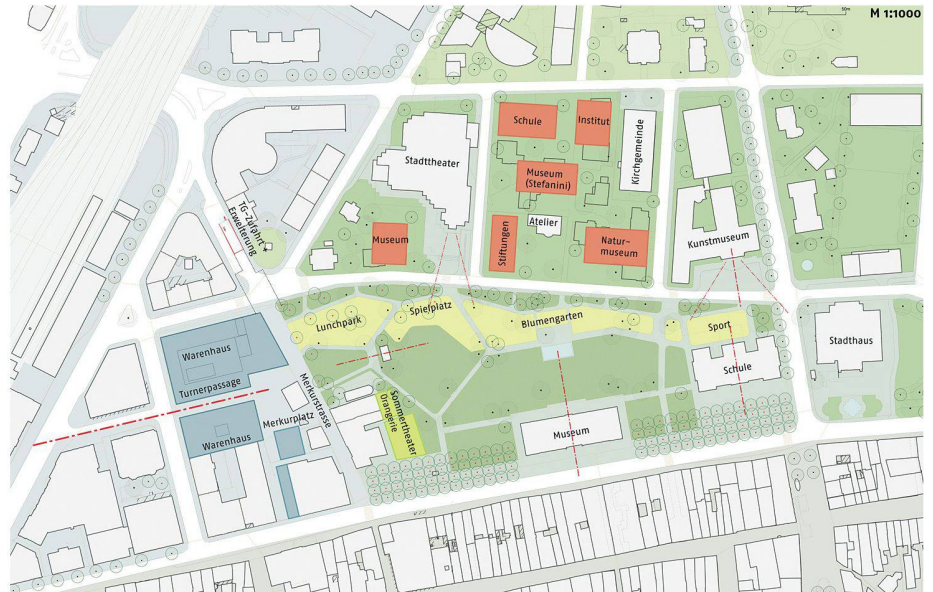 M 1:1000
50m
Schule
Institut
Stadttheater
Kirchgemeinde
Museum
(Stefanini)
TG-Zufahrt
Erweiterung
Museum
Stiftungen
Atelier
Natur-
museum
Kunstmuseum
Lunchpark
Spielplatz
Blumengarten
Sport
Stadthaus
Warenhaus
Turnerpassage
Schule
Merkurstrasse
Merkurplatz
Warenhaus
Sommertheater
Orangerie
Museum